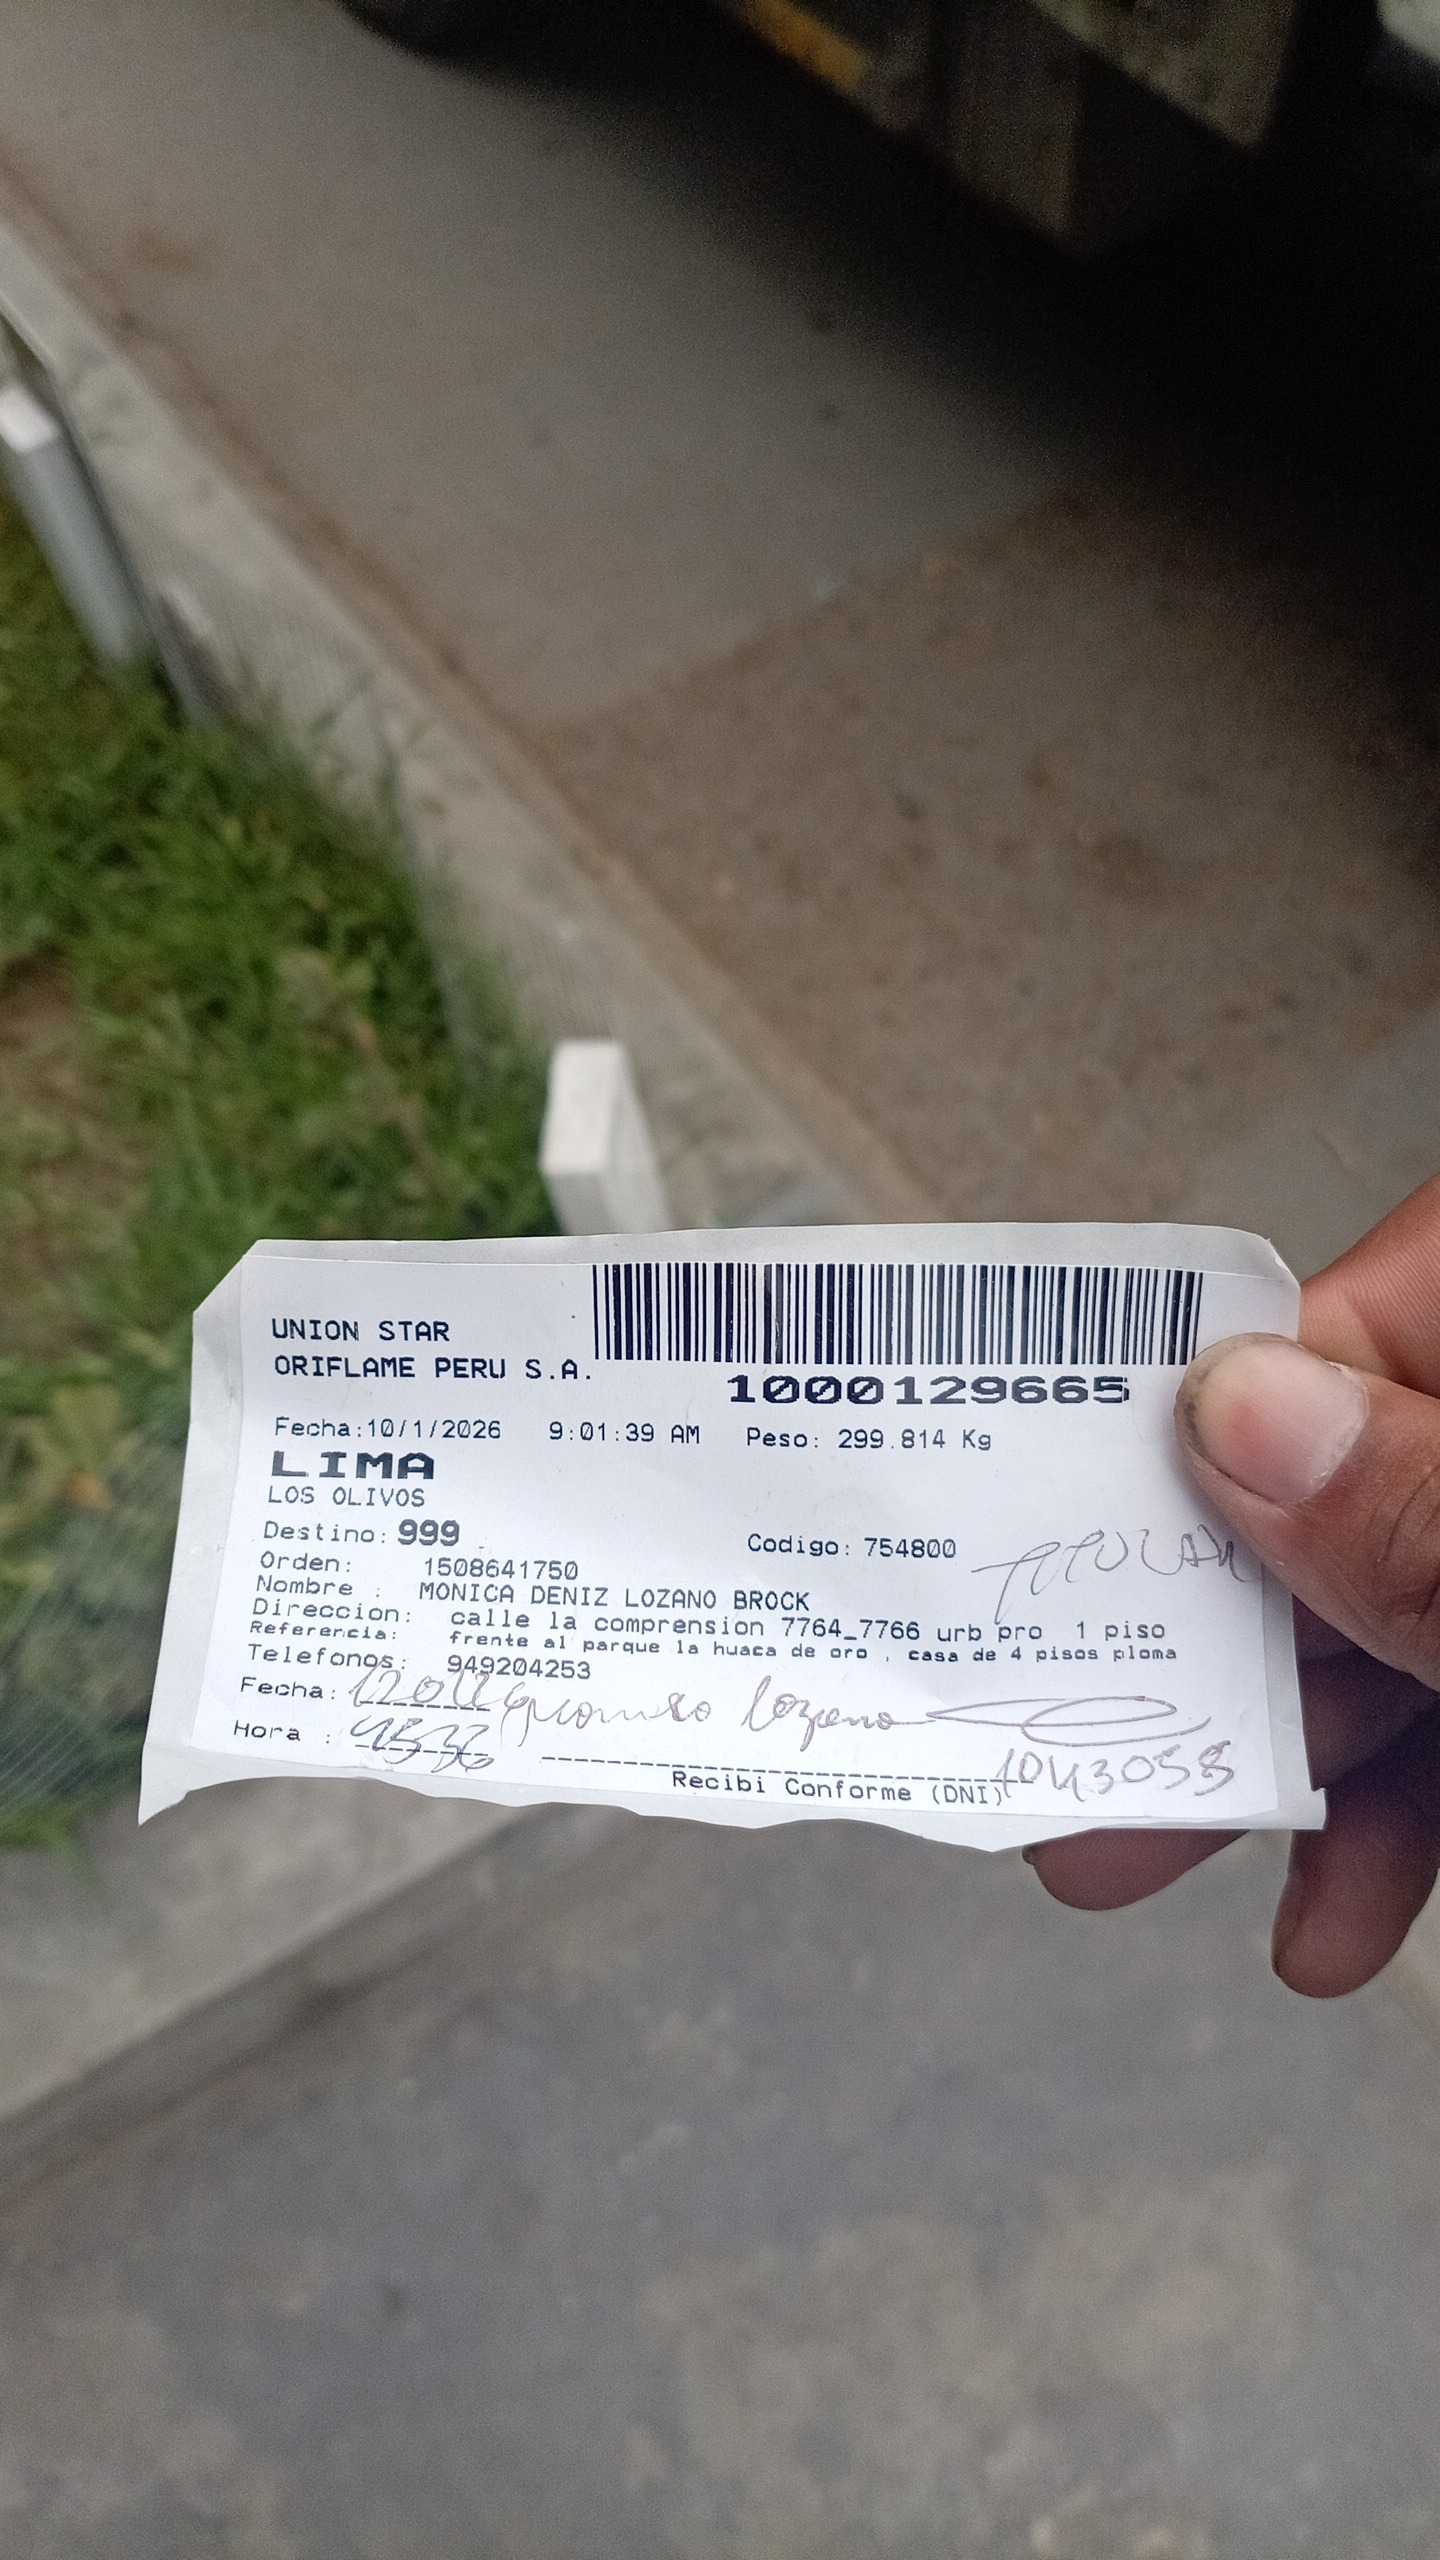 UNION STAR
ORIFLAME PERU S.A.
1000129665
Fecha:10/1/2026 9:01:39 AM Peso: 299.814 Kg
LIMA
LOS OLIVOS
Destino: 999
Codigo: 754800
Orden: 1508641750
Nombre : MONICA DENIZ LOZANO BROCK
Direccion: calle la comprension 7764_7766 urb pro 1 piso
Referencia: frente al parque la huaca de oro , casa de 4 pisos ploma
Telefonos: 949204253
Fecha: Lozano
Hora :
Recibi Conforme (DNI)